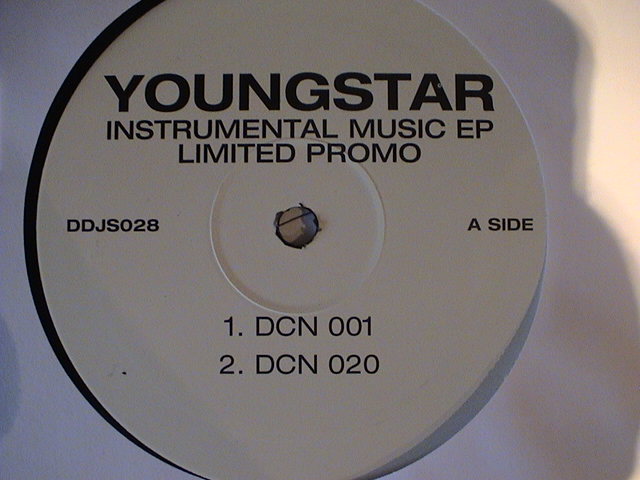 YOUNGSTAR
INSTRUMENTAL MUSIC EP
LIMITED PROMO
DDJS028
A SIDE
1. DCN 001
2. DCN 020